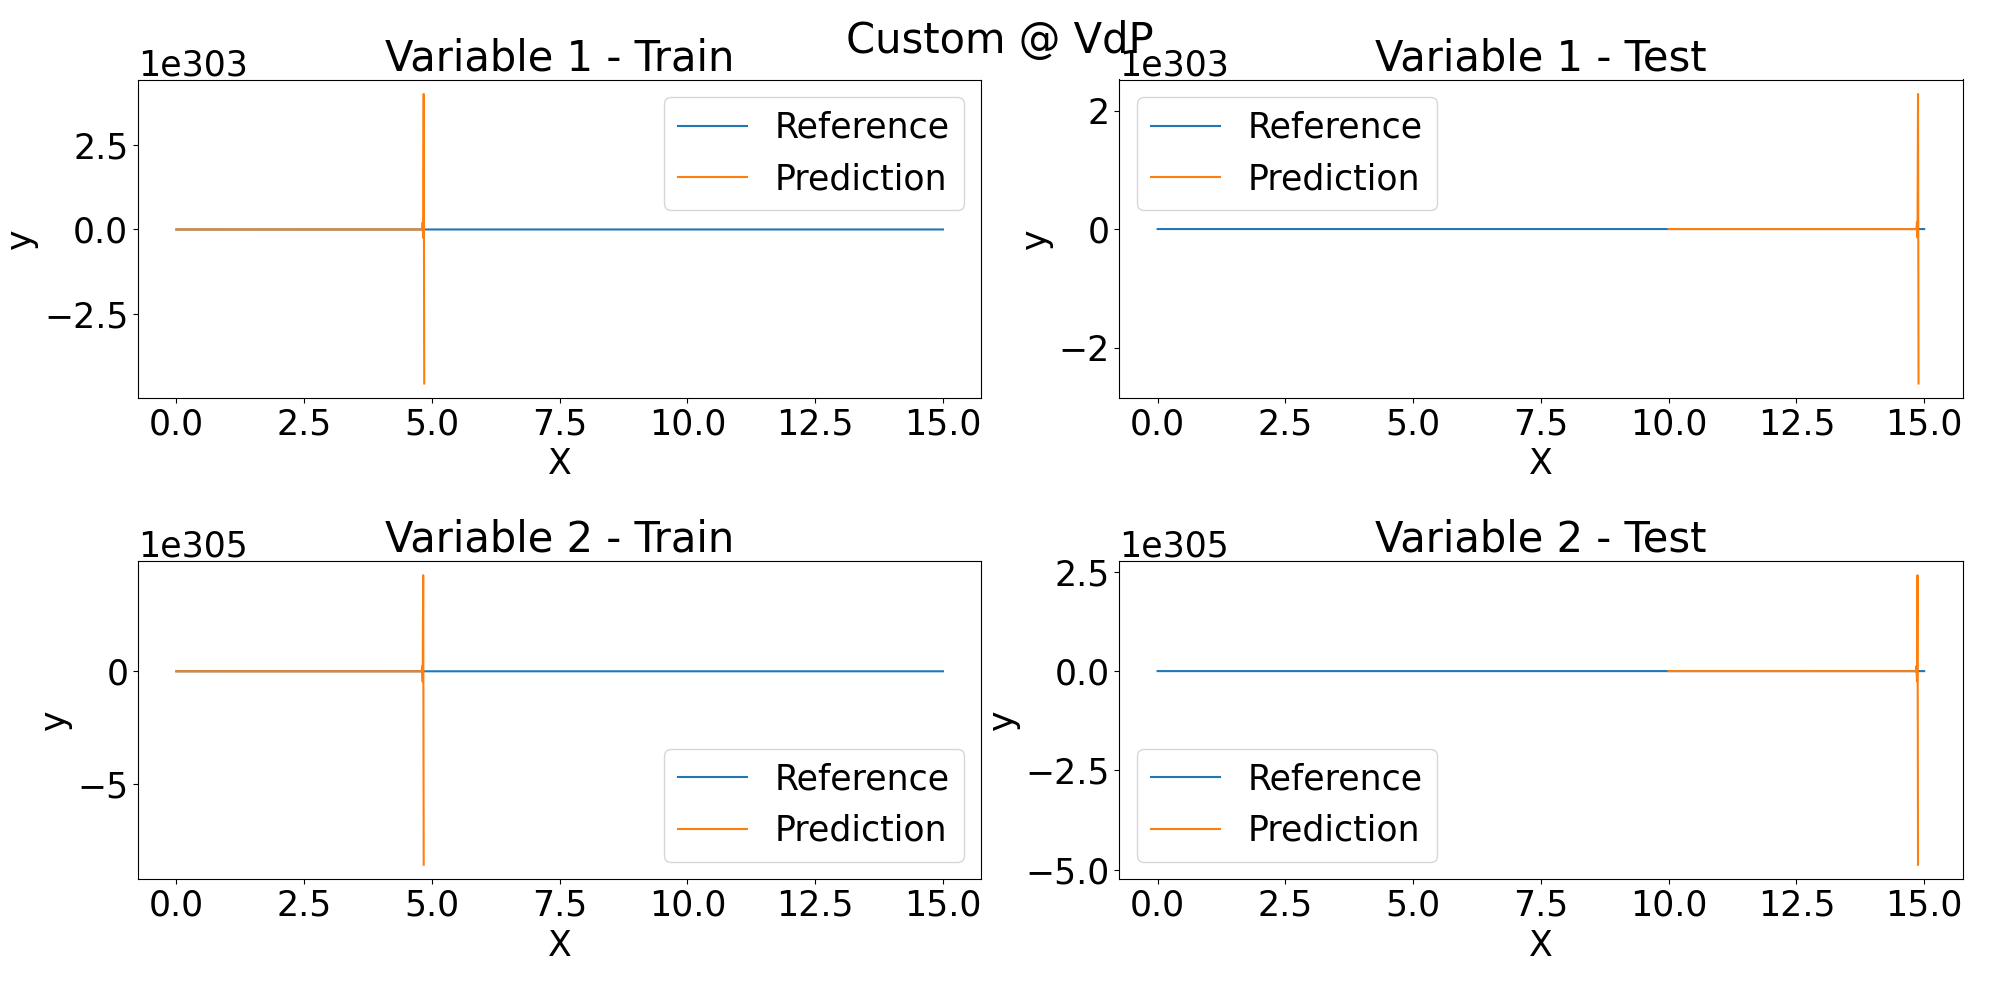 Custom @ VdP
Variable 1 - Train
1e303
2.5
0.0
−2.5
y
Reference
Prediction
0.0 2.5 5.0 7.5 10.0 12.5 15.0
X
Variable 1 - Test
1e303
2
0
−2
y
Reference
Prediction
0.0 2.5 5.0 7.5 10.0 12.5 15.0
X
Variable 2 - Train
1e305
0
−5
y
Reference
Prediction
0.0 2.5 5.0 7.5 10.0 12.5 15.0
X
Variable 2 - Test
1e305
2.5
0.0
−2.5
−5.0
y
Reference
Prediction
0.0 2.5 5.0 7.5 10.0 12.5 15.0
X